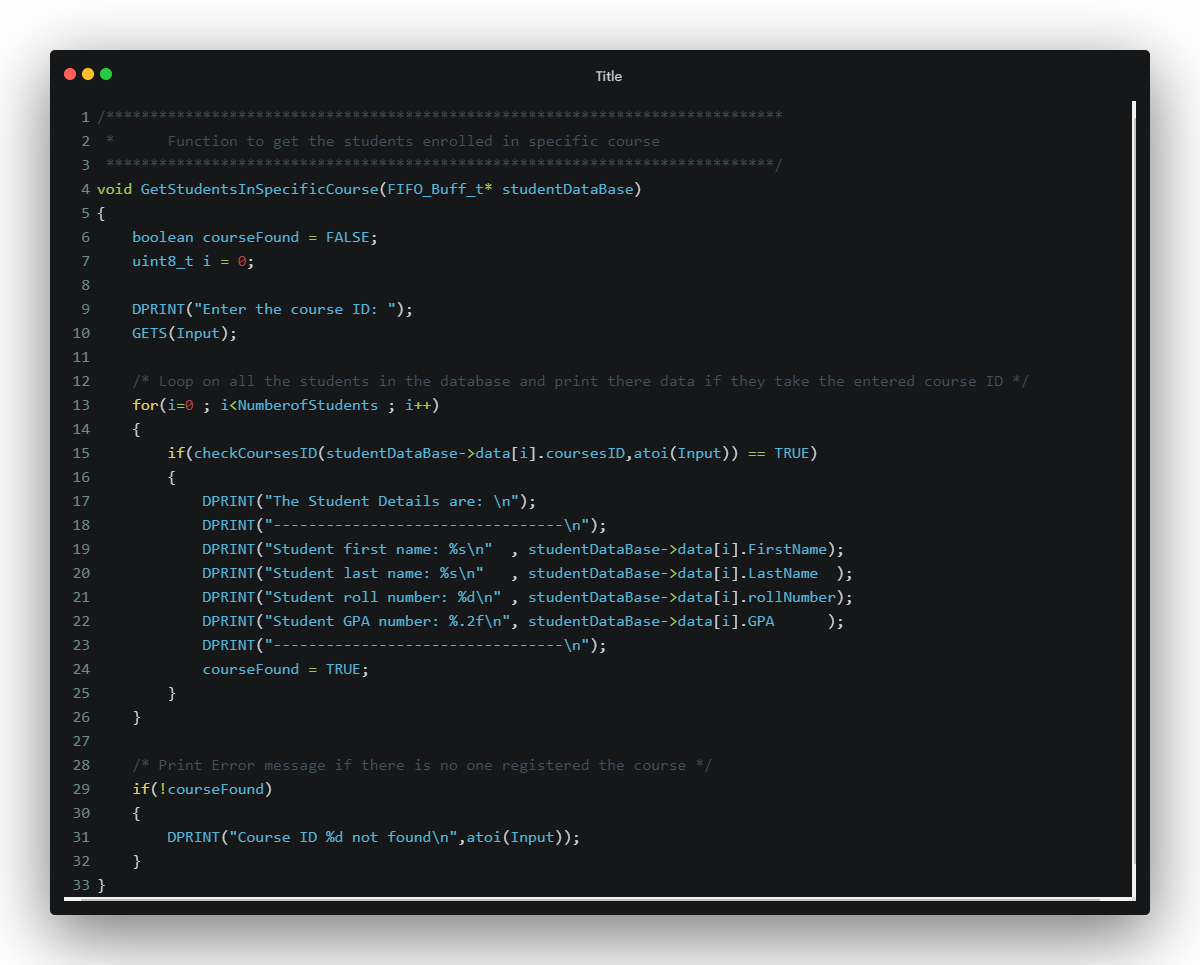 Title
1 /*****************************************************************************
2  *      Function to get the students enrolled in specific course
3  ****************************************************************************/
4 void GetStudentsInSpecificCourse(FIFO_Buff_t* studentDataBase)
5 {
6     boolean courseFound = FALSE;
7     uint8_t i = 0;
8
9     DPRINT("Enter the course ID: ");
10     GETS(Input);
11
12     /* Loop on all the students in the database and print there data if they take the entered course ID */
13     for(i=0 ; i<NumberofStudents ; i++)
14     {
15         if(checkCoursesID(studentDataBase->data[i].coursesID,atoi(Input)) == TRUE)
16         {
17             DPRINT("The Student Details are: \n");
18             DPRINT("---------------------------------\n");
19             DPRINT("Student first name: %s\n"  , studentDataBase->data[i].FirstName);
20             DPRINT("Student last name: %s\n"   , studentDataBase->data[i].LastName  );
21             DPRINT("Student roll number: %d\n" , studentDataBase->data[i].rollNumber);
22             DPRINT("Student GPA number: %.2f\n", studentDataBase->data[i].GPA      );
23             DPRINT("---------------------------------\n");
24             courseFound = TRUE;
25         }
26     }
27
28     /* Print Error message if there is no one registered the course */
29     if(!courseFound)
30     {
31         DPRINT("Course ID %d not found\n",atoi(Input));
32     }
33 }